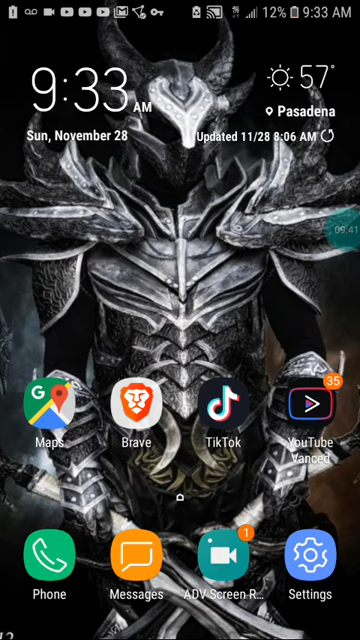 12% 9:33 AM
9:33 AM
57°
Pasadena
Sun, November 28
Updated 11/28 8:06 AM
09:41
35
G
Maps
Brave
TikTok
YouTube
Vanced
1
Phone
Messages
ADV Screen R...
Settings
12